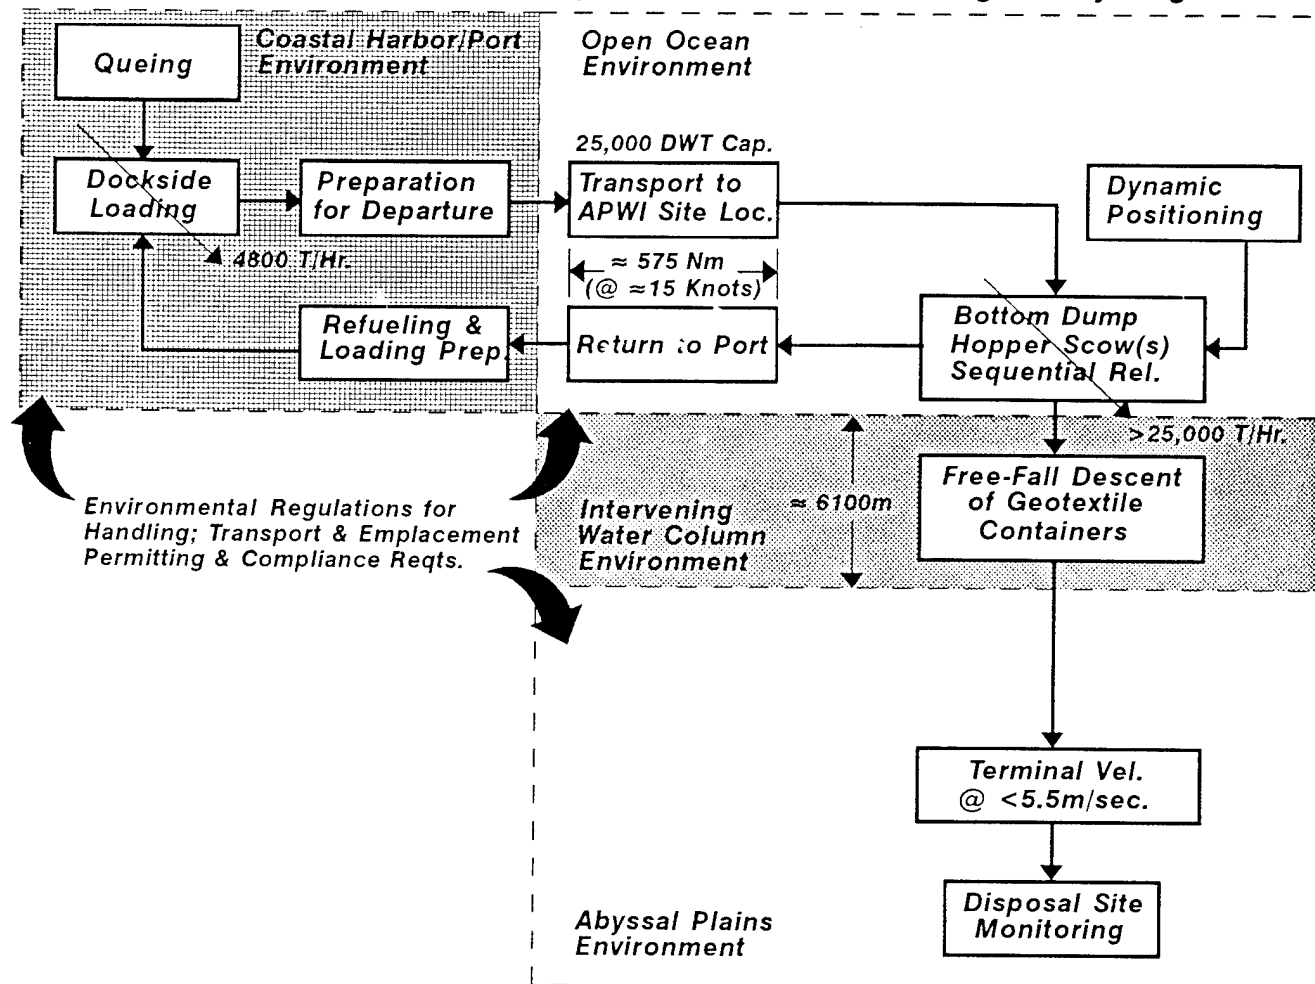 Queing
Coastal Harbor/Port
Environment
Open Ocean
Environment
25,000 DWT Cap.
Dockside
Loading
Preparation
for Departure
Transport to
APWI Site Loc.
Dynamic
Positioning
4800 T/Hr.
≈ 575 Nm
(@ ≈15 Knots)
Refueling &
Loading Prep.
Return to Port
Bottom Dump
Hopper Scow(s)
Sequential Rel.
>25,000 T/Hr.
Environmental Regulations for
Handling; Transport & Emplacement
Permitting & Compliance Reqts.
Intervening
Water Column
Environment
≈ 6100m
Free-Fall Descent
of Geotextile
Containers
Terminal Vel.
@ <5.5m/sec.
Abyssal Plains
Environment
Disposal Site
Monitoring